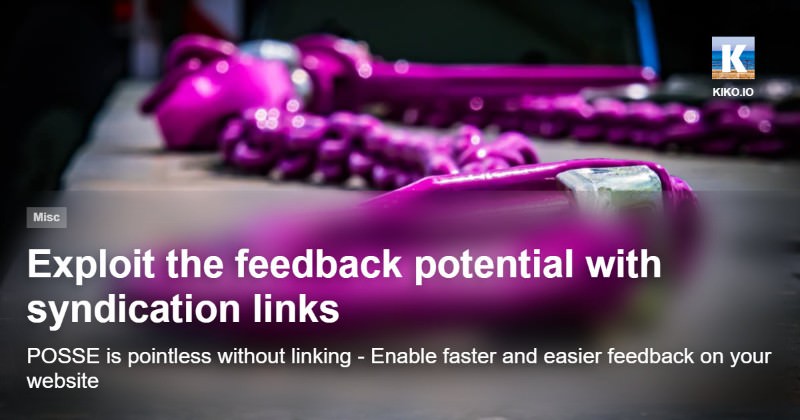 K
KIKO.IO
Misc
Exploit the feedback potential with
syndication links
POSSE is pointless without linking - Enable faster and easier feedback on your
website